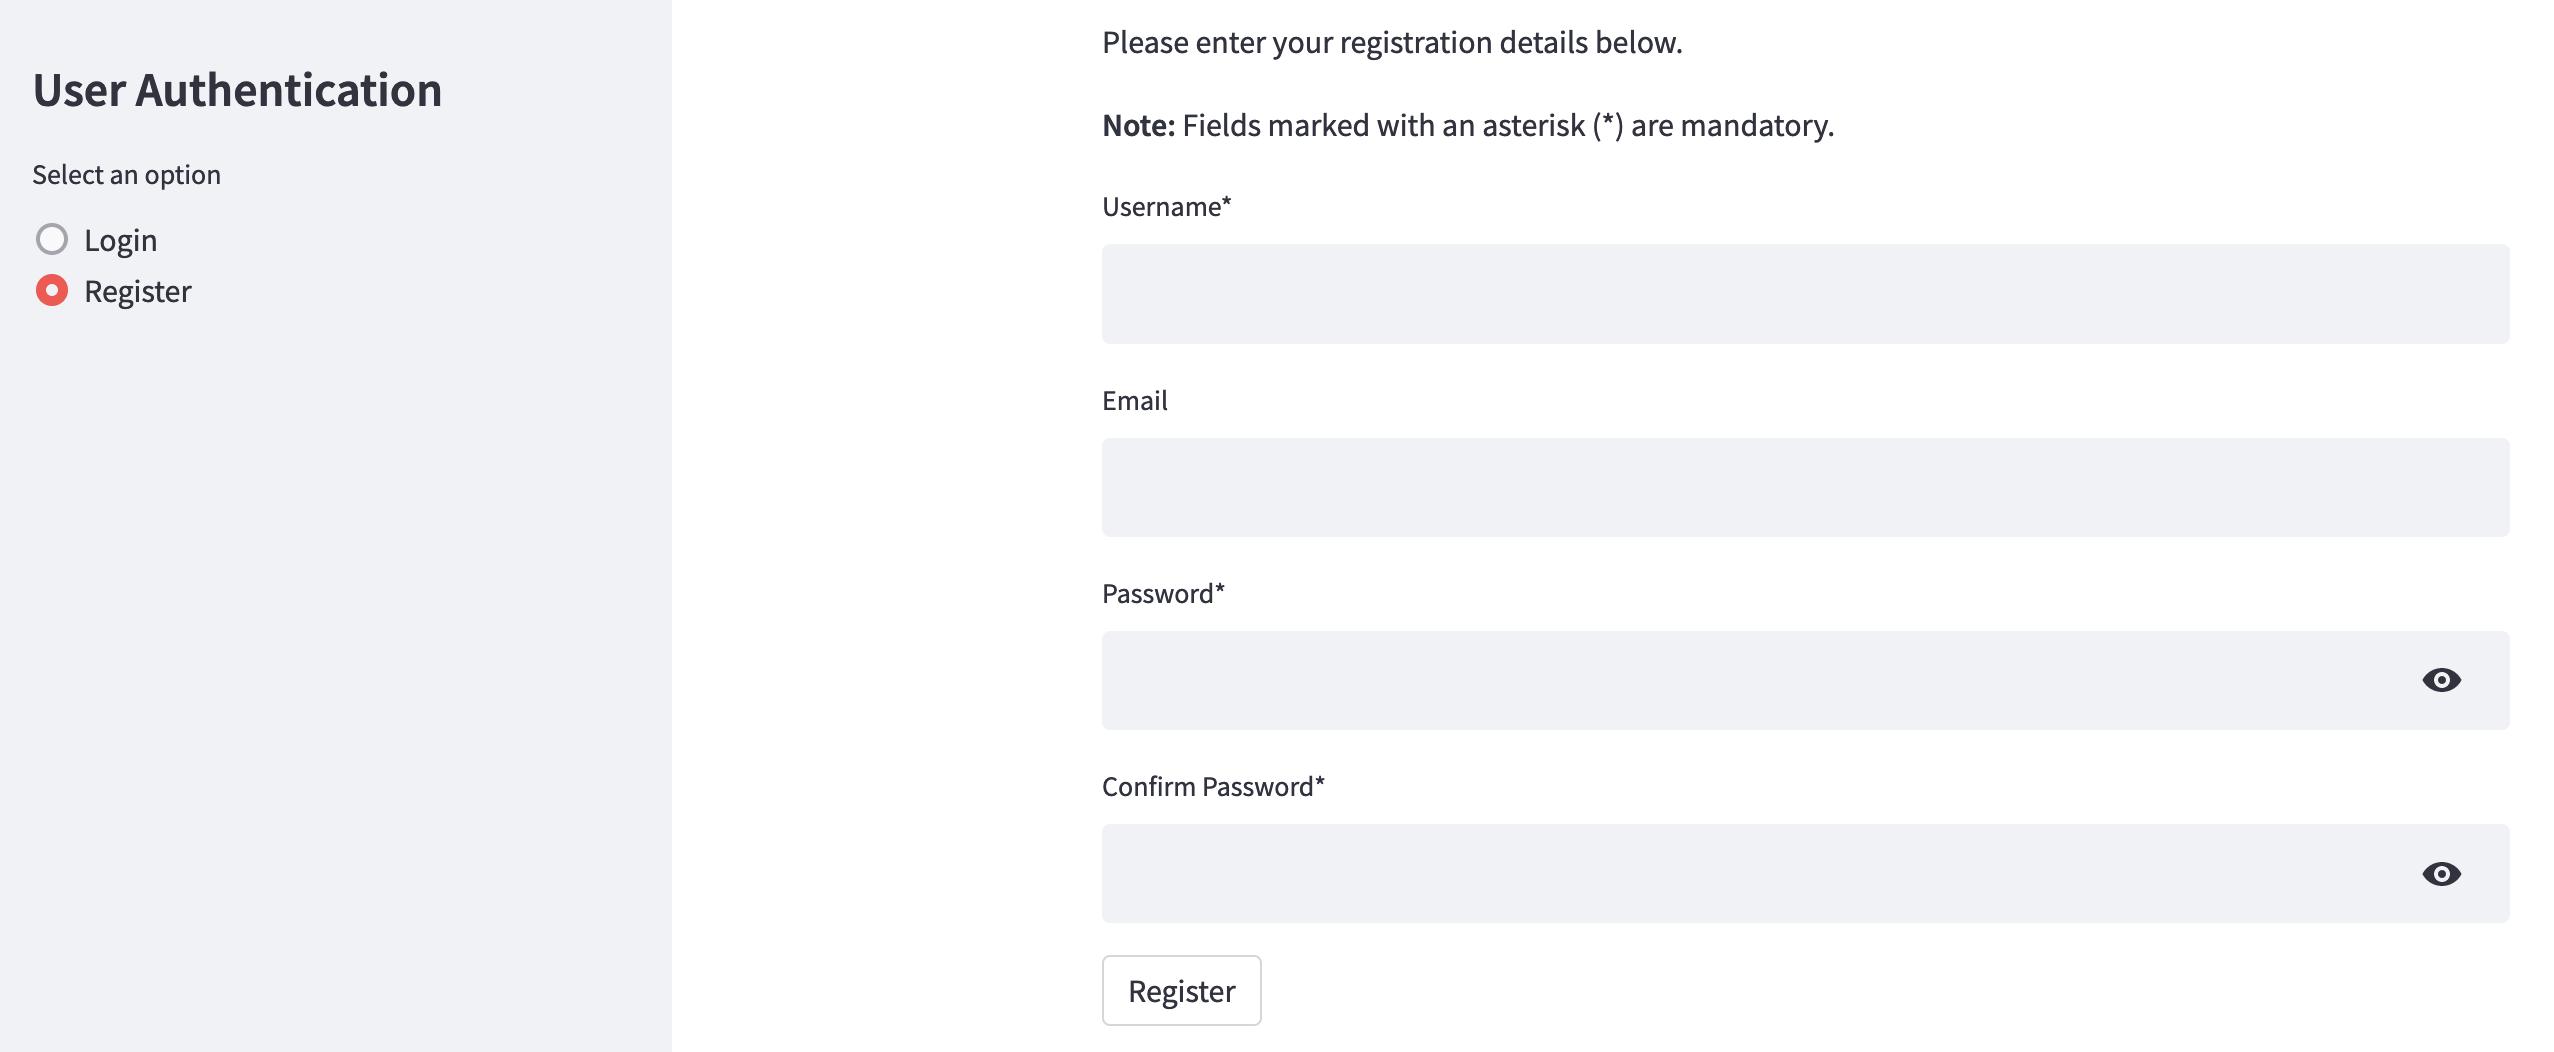 User Authentication
Select an option
Login
Register
Please enter your registration details below.
Note: Fields marked with an asterisk (*) are mandatory.
Username*
Email
Password*
Confirm Password*
Register